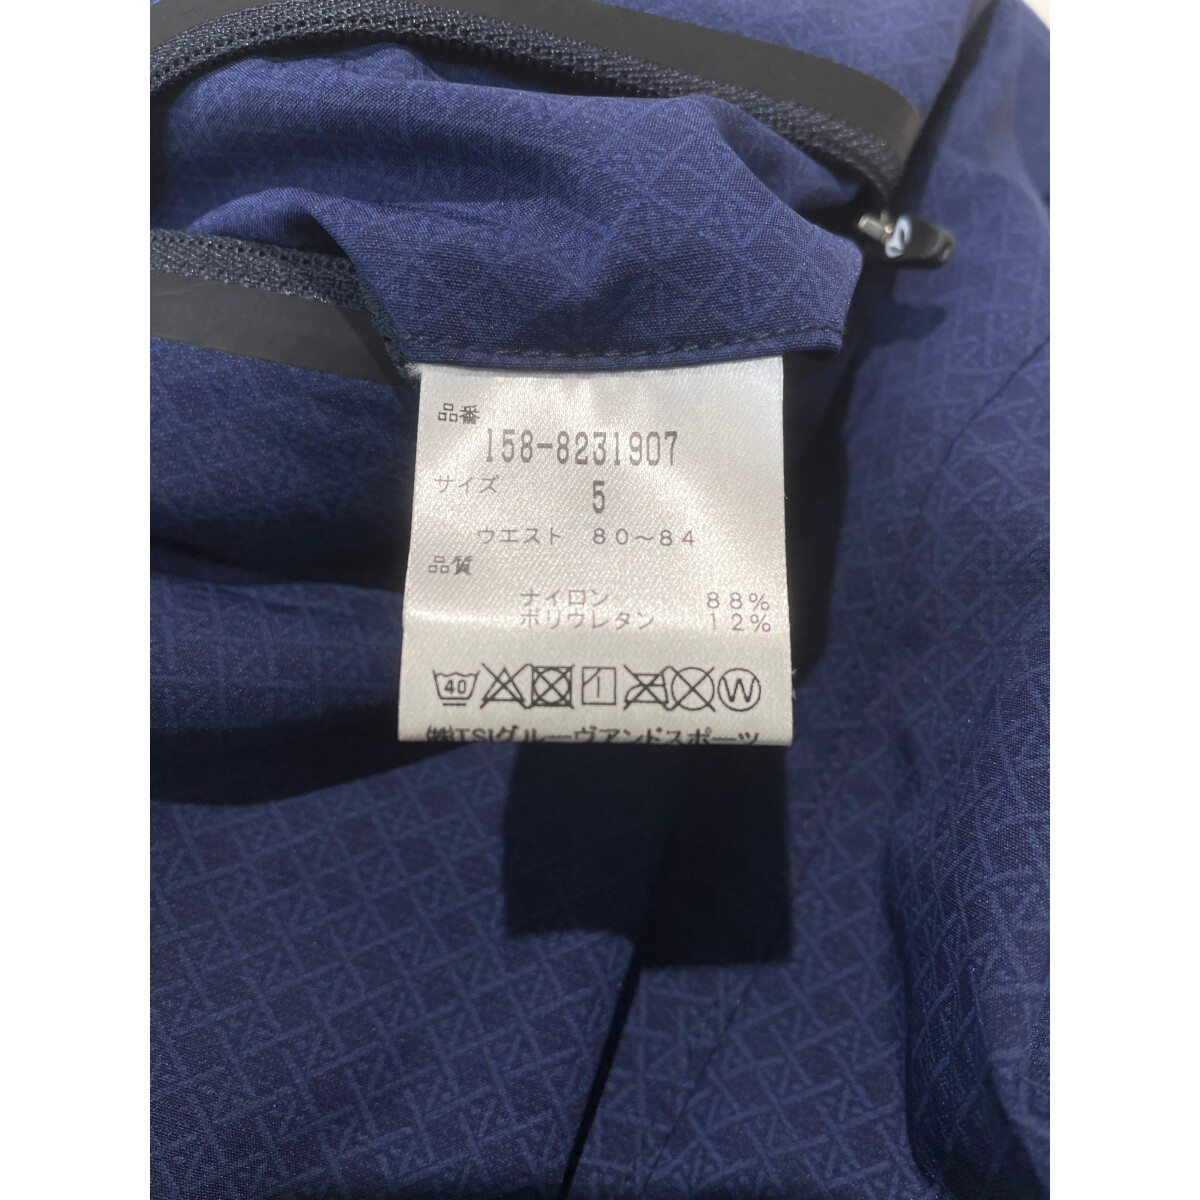 品番
158-8231907
サイズ 5
ウエスト 80～84
品質
ナイロン 88%
ポリウレタン 12%
40 W
(株)TSIグルーヴアンドスポーツ